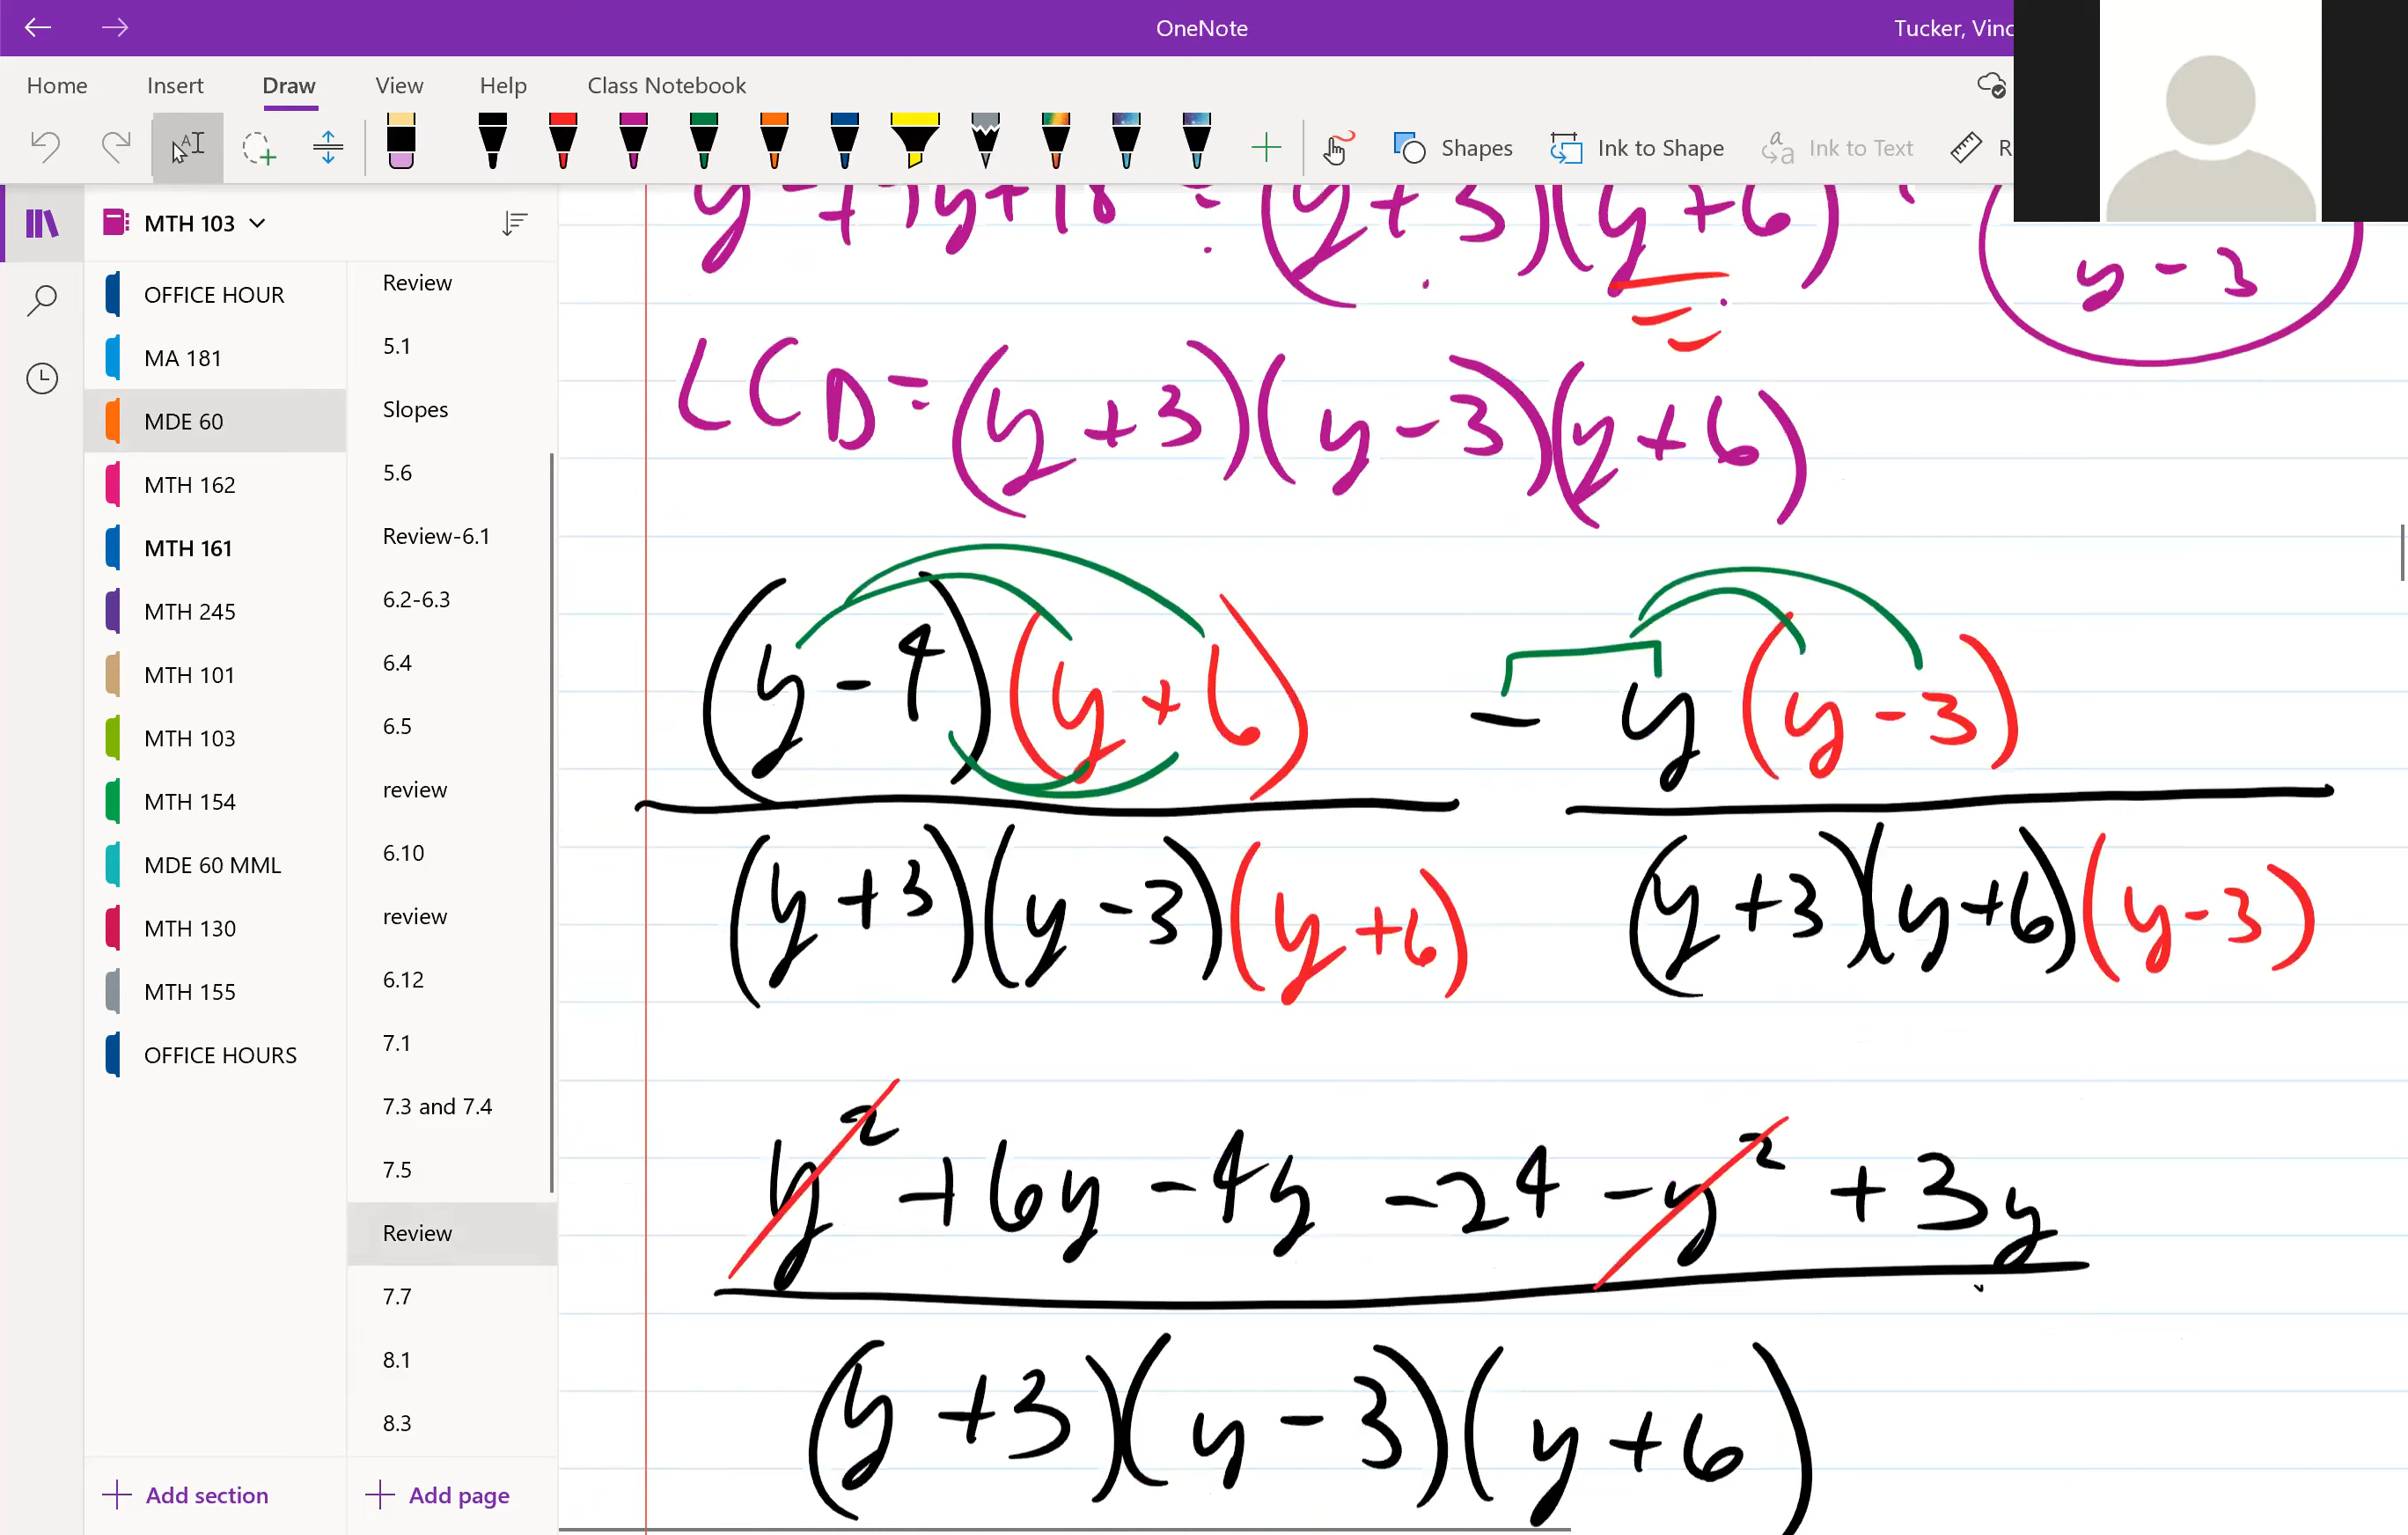 OneNote
Tucker, Vinc
Home Insert Draw View Help Class Notebook
Shapes Ink to Shape Ink to Text R
MTH 103
OFFICE HOUR
MA 181
MDE 60
MTH 162
MTH 161
MTH 245
MTH 101
MTH 103
MTH 154
MDE 60 MML
MTH 130
MTH 155
OFFICE HOURS
Add section
Review
5.1
Slopes
5.6
Review-6.1
6.2-6.3
6.4
6.5
review
6.10
review
6.12
7.1
7.3 and 7.4
7.5
Review
7.7
8.1
8.3
Add page
+ 9y + 18 = (y + 3)(y + 6)
y - 3
LCD = (y + 3)(y - 3)(y + 6)
(y - 4)(y + 6) - y(y - 3)
(y + 3)(y - 3)(y + 6) (y + 3)(y + 6)(y - 3)
y² + 6y - 4y - 24 - y² + 3y
(y + 3)(y - 3)(y + 6)